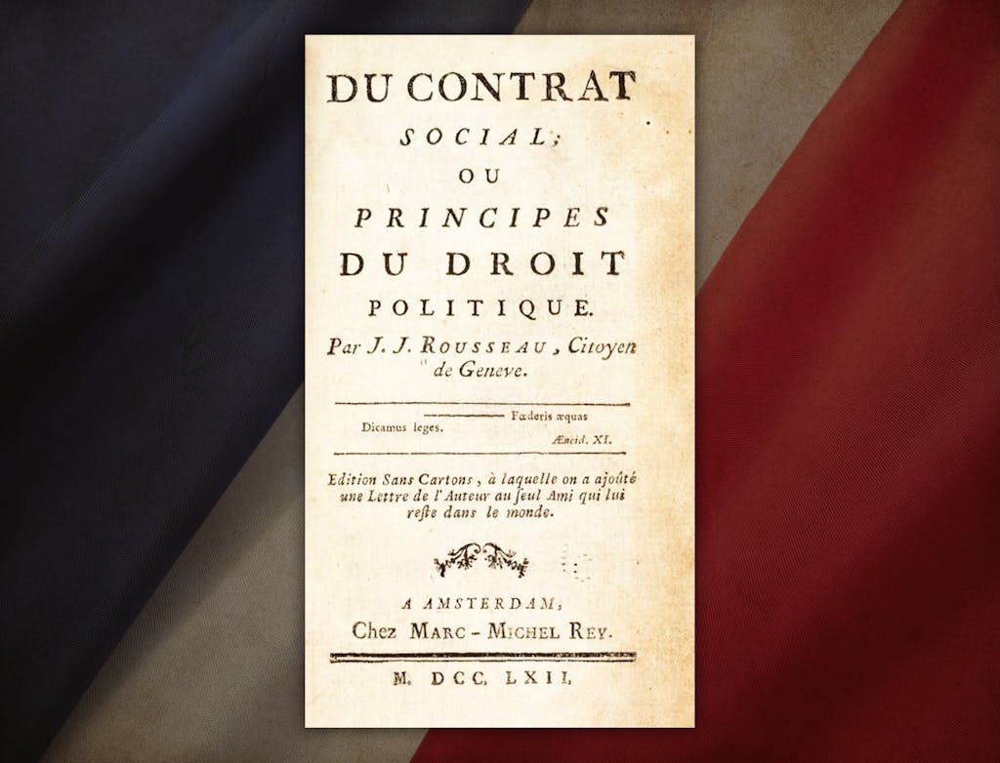 DU CONTRAT
SOCIAL;
OU
PRINCIPES
DU DROIT
POLITIQUE.
Par J. J. ROUSSEAU, Citoyen
de Geneve.
Fœderis æquas
Dicamus leges.
Æneid. XI.
Edition Sans Cartons, à laquelle on a ajoûté
une Lettre de l'Auteur au ſeul Ami qui lui
reſte dans le monde.
A AMSTERDAM,
Chez MARC-MICHEL REY.
M. DCC. LXII.